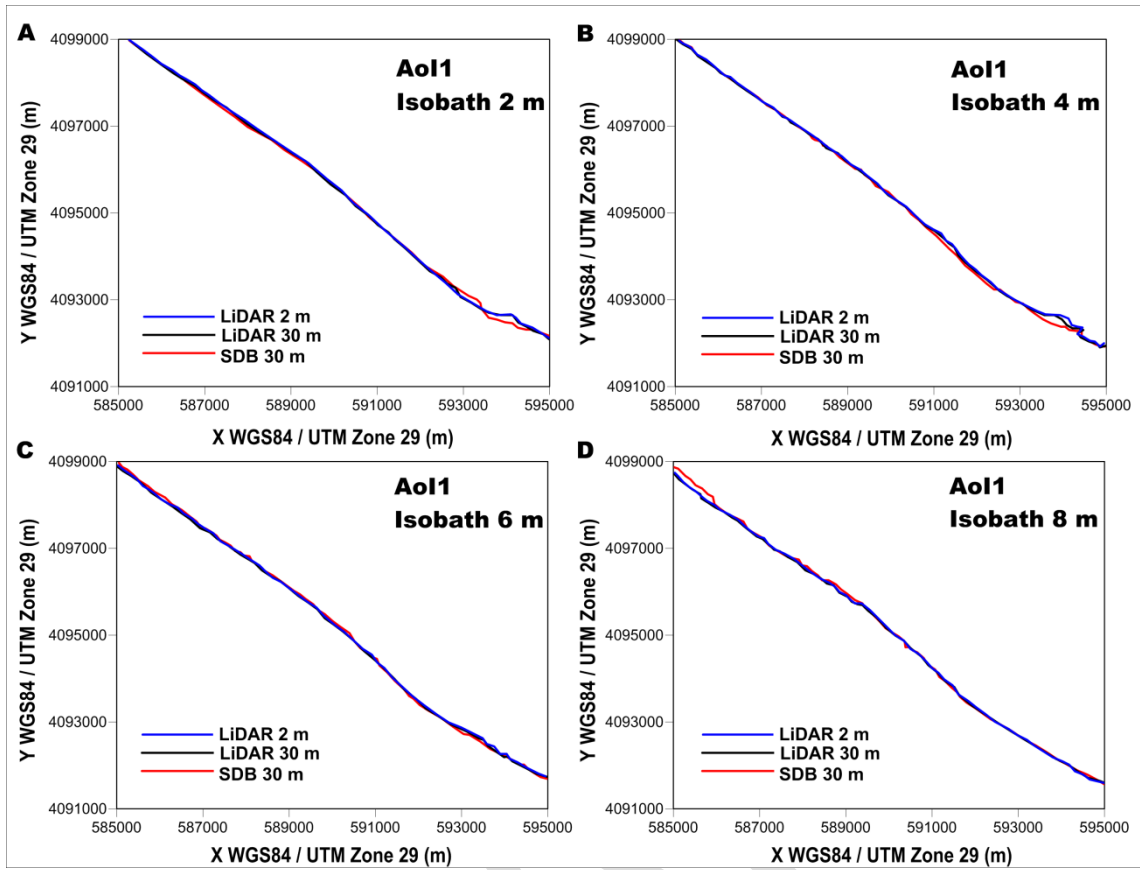 A
AoI1
Isobath 2 m
Y WGS84 / UTM Zone 29 (m)
4099000
4097000
4095000
4093000
4091000
LiDAR 2 m
LiDAR 30 m
SDB 30 m
585000 587000 589000 591000 593000 595000
X WGS84 / UTM Zone 29 (m)
B
AoI1
Isobath 4 m
Y WGS84 / UTM Zone 29 (m)
4099000
4097000
4095000
4093000
4091000
LiDAR 2 m
LiDAR 30 m
SDB 30 m
585000 587000 589000 591000 593000 595000
X WGS84 / UTM Zone 29 (m)
C
AoI1
Isobath 6 m
Y WGS84 / UTM Zone 29 (m)
4099000
4097000
4095000
4093000
4091000
LiDAR 2 m
LiDAR 30 m
SDB 30 m
585000 587000 589000 591000 593000 595000
X WGS84 / UTM Zone 29 (m)
D
AoI1
Isobath 8 m
Y WGS84 / UTM Zone 29 (m)
4099000
4097000
4095000
4093000
4091000
LiDAR 2 m
LiDAR 30 m
SDB 30 m
585000 587000 589000 591000 593000 595000
X WGS84 / UTM Zone 29 (m)